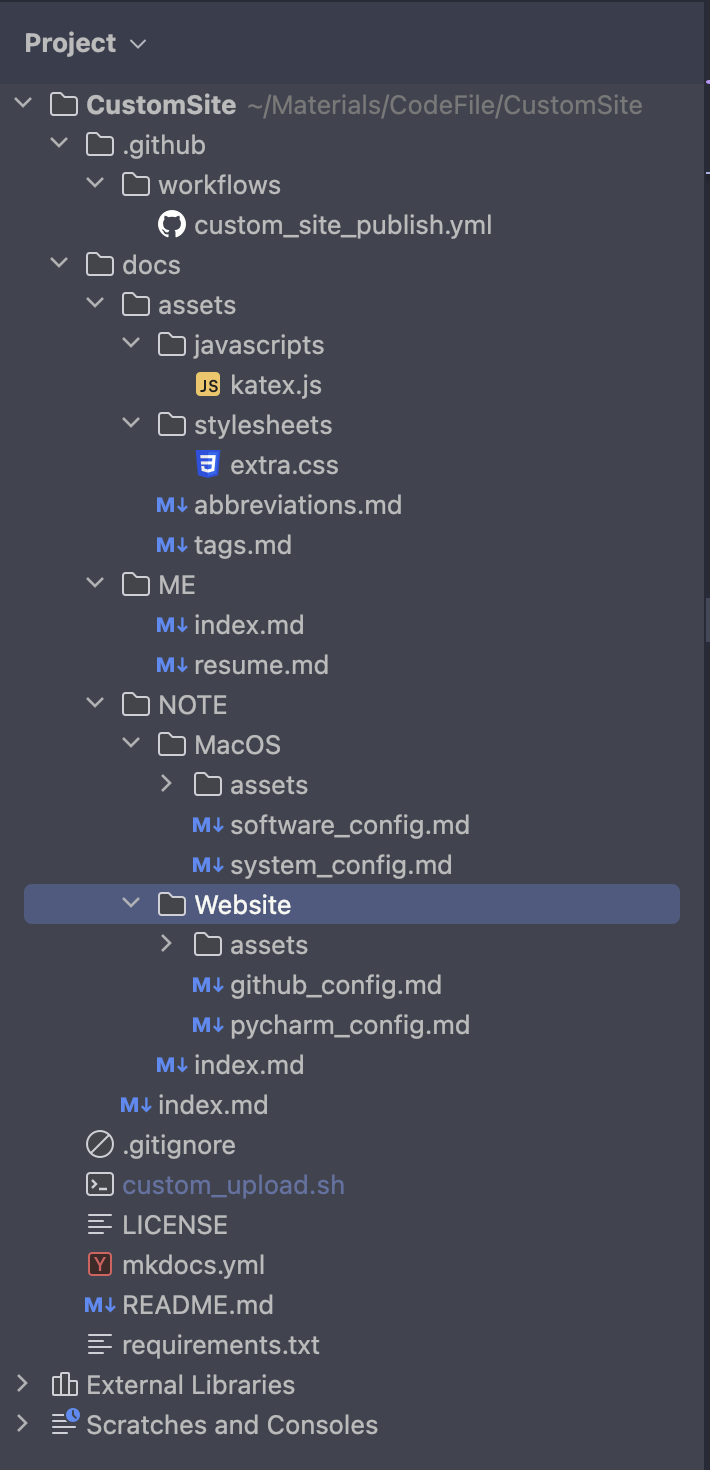 Project
CustomSite ~/Materials/CodeFile/CustomSite
.github
workflows
custom_site_publish.yml
docs
assets
javascripts
JS katex.js
stylesheets
extra.css
M↓ abbreviations.md
M↓ tags.md
ME
M↓ index.md
M↓ resume.md
NOTE
MacOS
assets
M↓ software_config.md
M↓ system_config.md
Website
assets
M↓ github_config.md
M↓ pycharm_config.md
M↓ index.md
M↓ index.md
.gitignore
custom_upload.sh
LICENSE
Y mkdocs.yml
M↓ README.md
requirements.txt
External Libraries
Scratches and Consoles